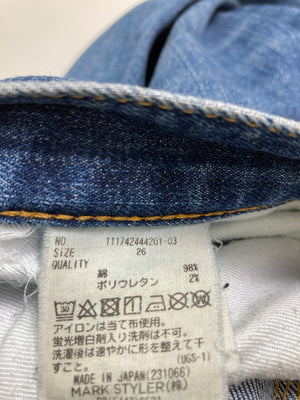 NO 111742444201-03
SIZE 26
QUALITY
綿 98%
ポリウレタン 2%
アイロンは当て布使用。
蛍光増白剤入り洗剤は不可。
洗濯後は速やかに形を整えて干
すこと。
(UGS-1)
MADE IN JAPAN(231066)
MARK STYLER(株)